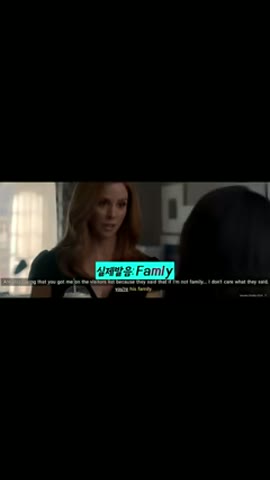 실제발음: Famly
that you got me on the visitors list because they said that if I'm not family... I don't care what they said,
you're his family